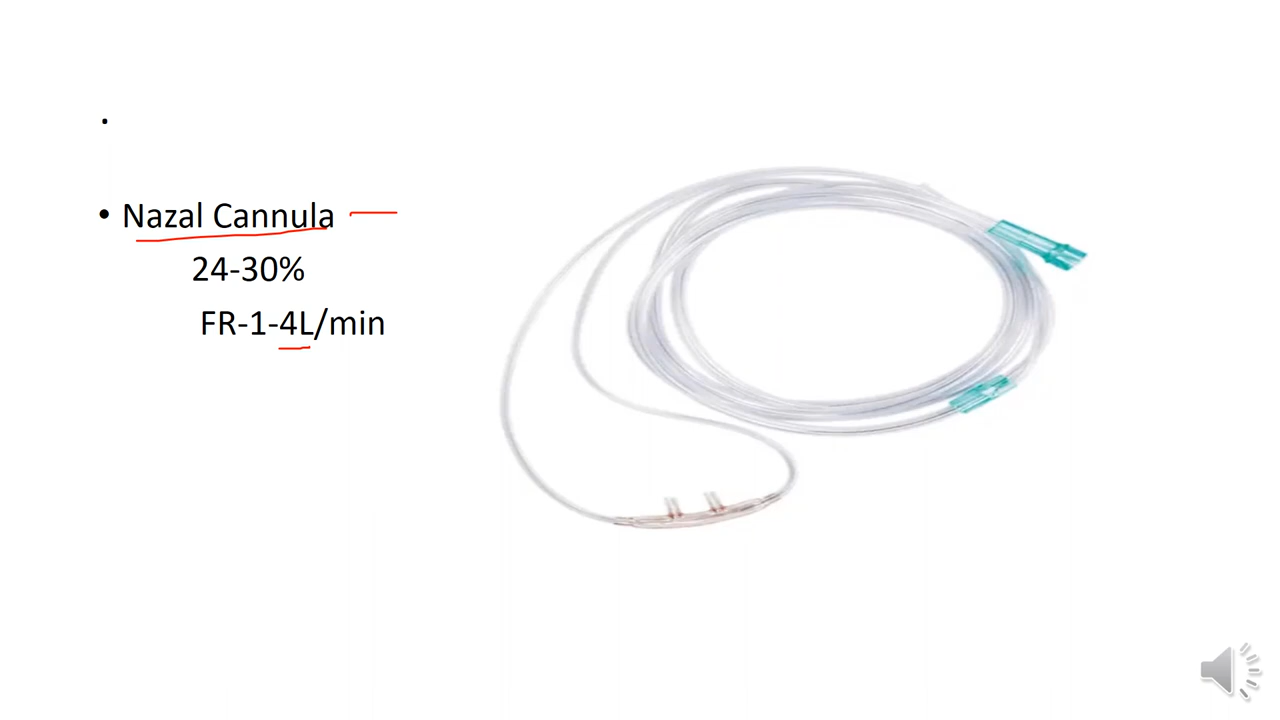 •
• Nazal Cannula
24-30%
FR-1-4L/min